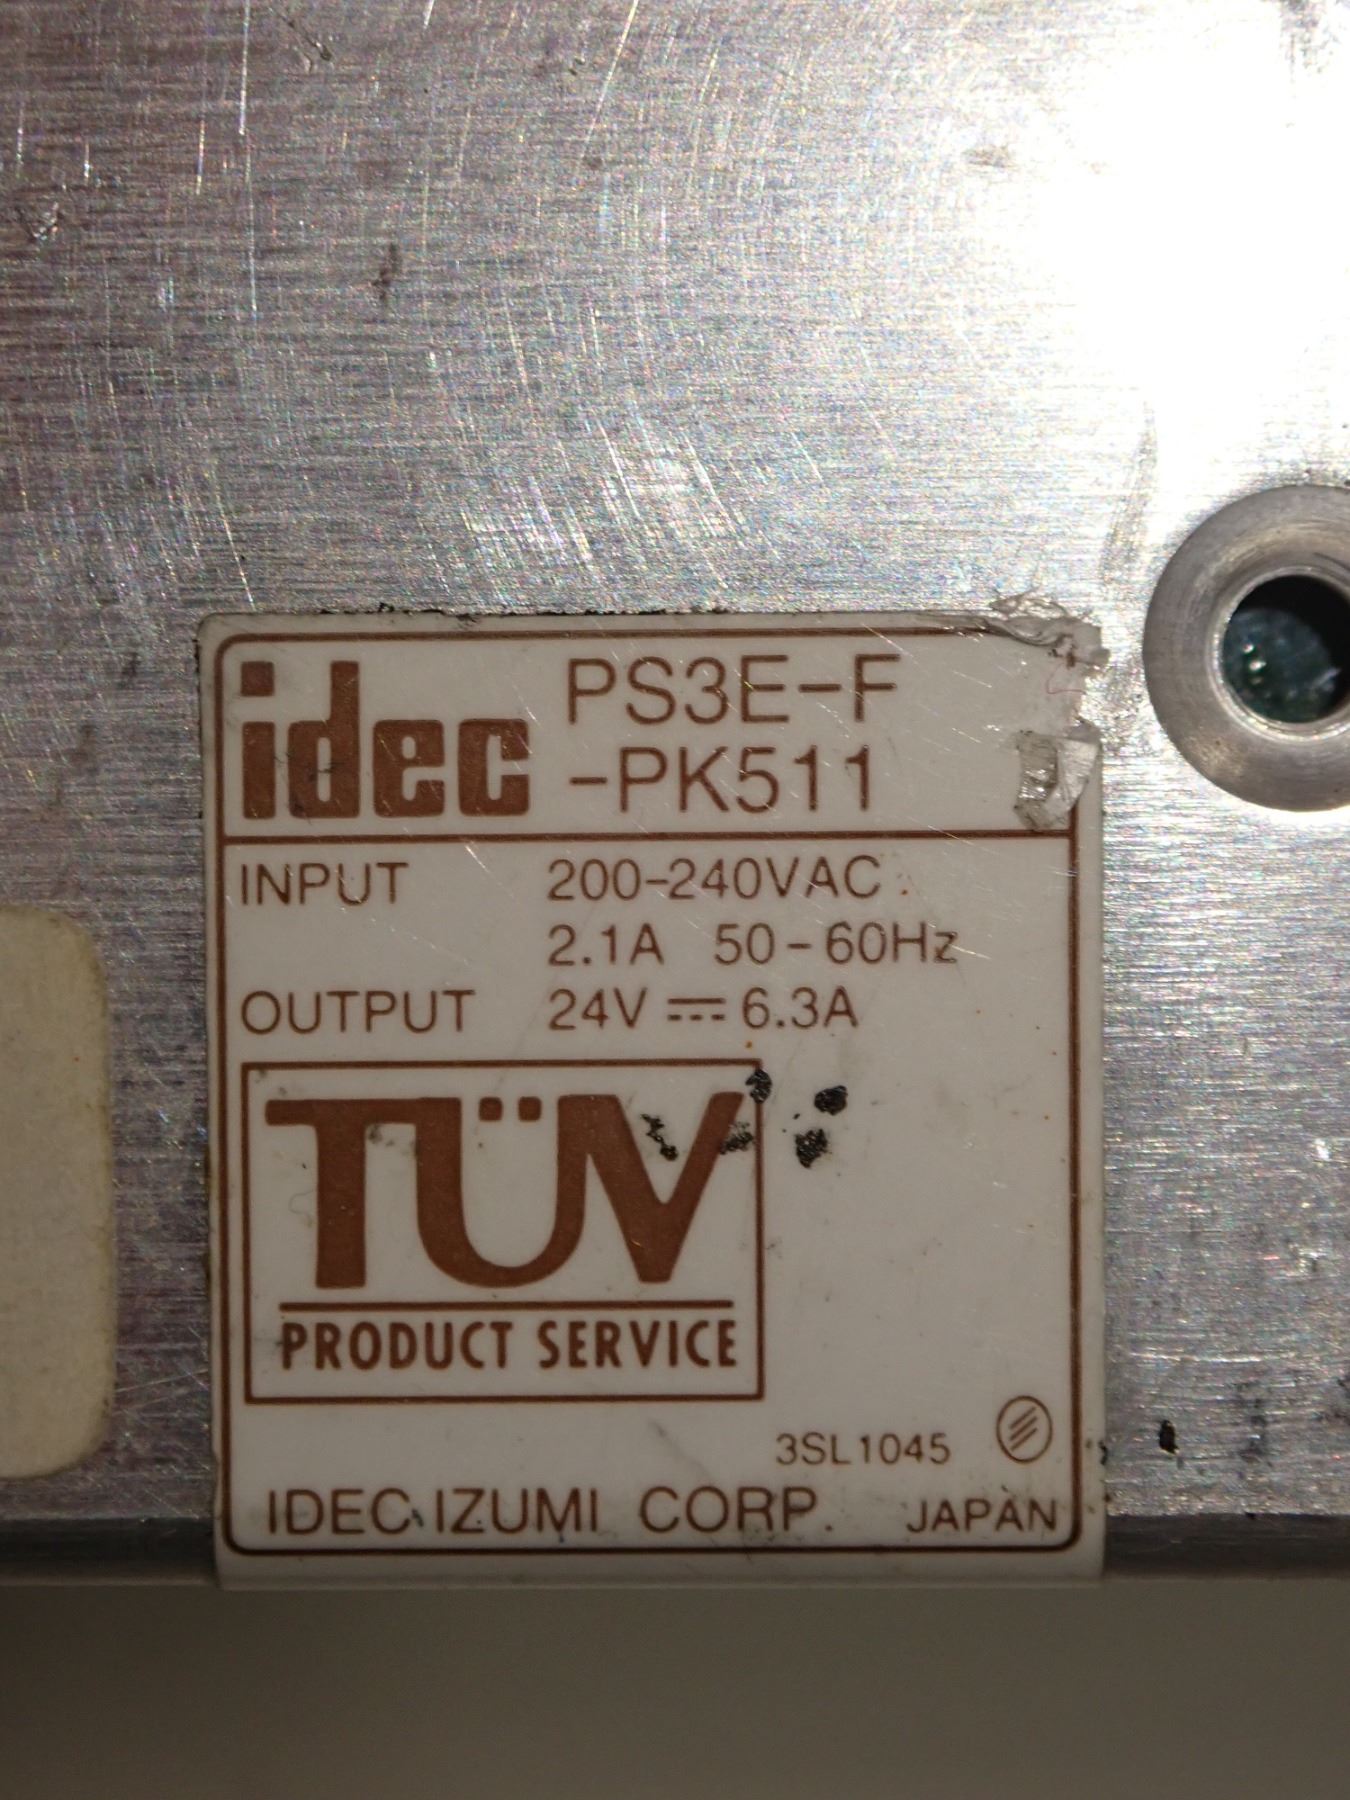 idec PS3E-F
-PK511
INPUT 200-240VAC
2.1A 50-60Hz
OUTPUT 24V ⎓ 6.3A
TÜV
PRODUCT SERVICE
3SL1045
IDEC IZUMI CORP. JAPAN